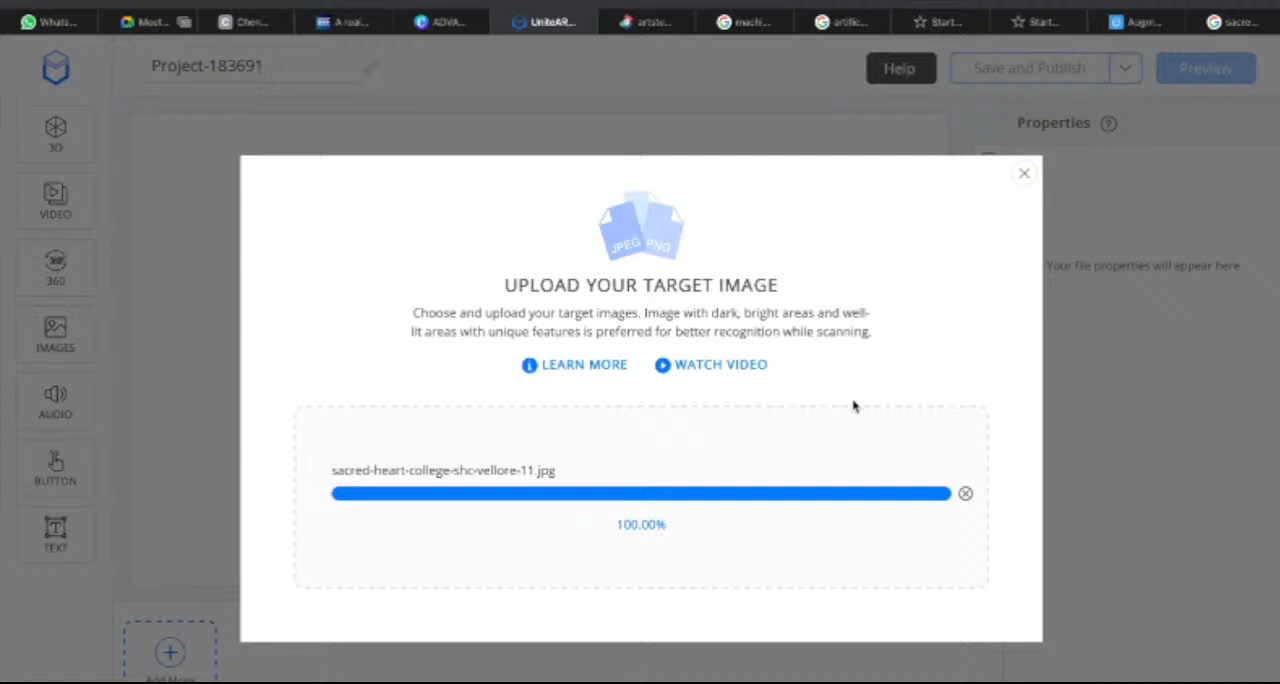 Whats...
Meet...
Chen...
A real...
ADVA...
UniteAR...
artste...
machi...
artific...
Start...
Start...
Augm...
sacre...
Project-183691
Help
Save and Publish
Preview
3D
VIDEO
360
IMAGES
AUDIO
BUTTON
TEXT
Properties
Your file properties will appear here
JPEG PNG
UPLOAD YOUR TARGET IMAGE
Choose and upload your target images. Image with dark, bright areas and well-
lit areas with unique features is preferred for better recognition while scanning.
LEARN MORE
WATCH VIDEO
sacred-heart-college-shc-vellore-11.jpg
100.00%
Add More